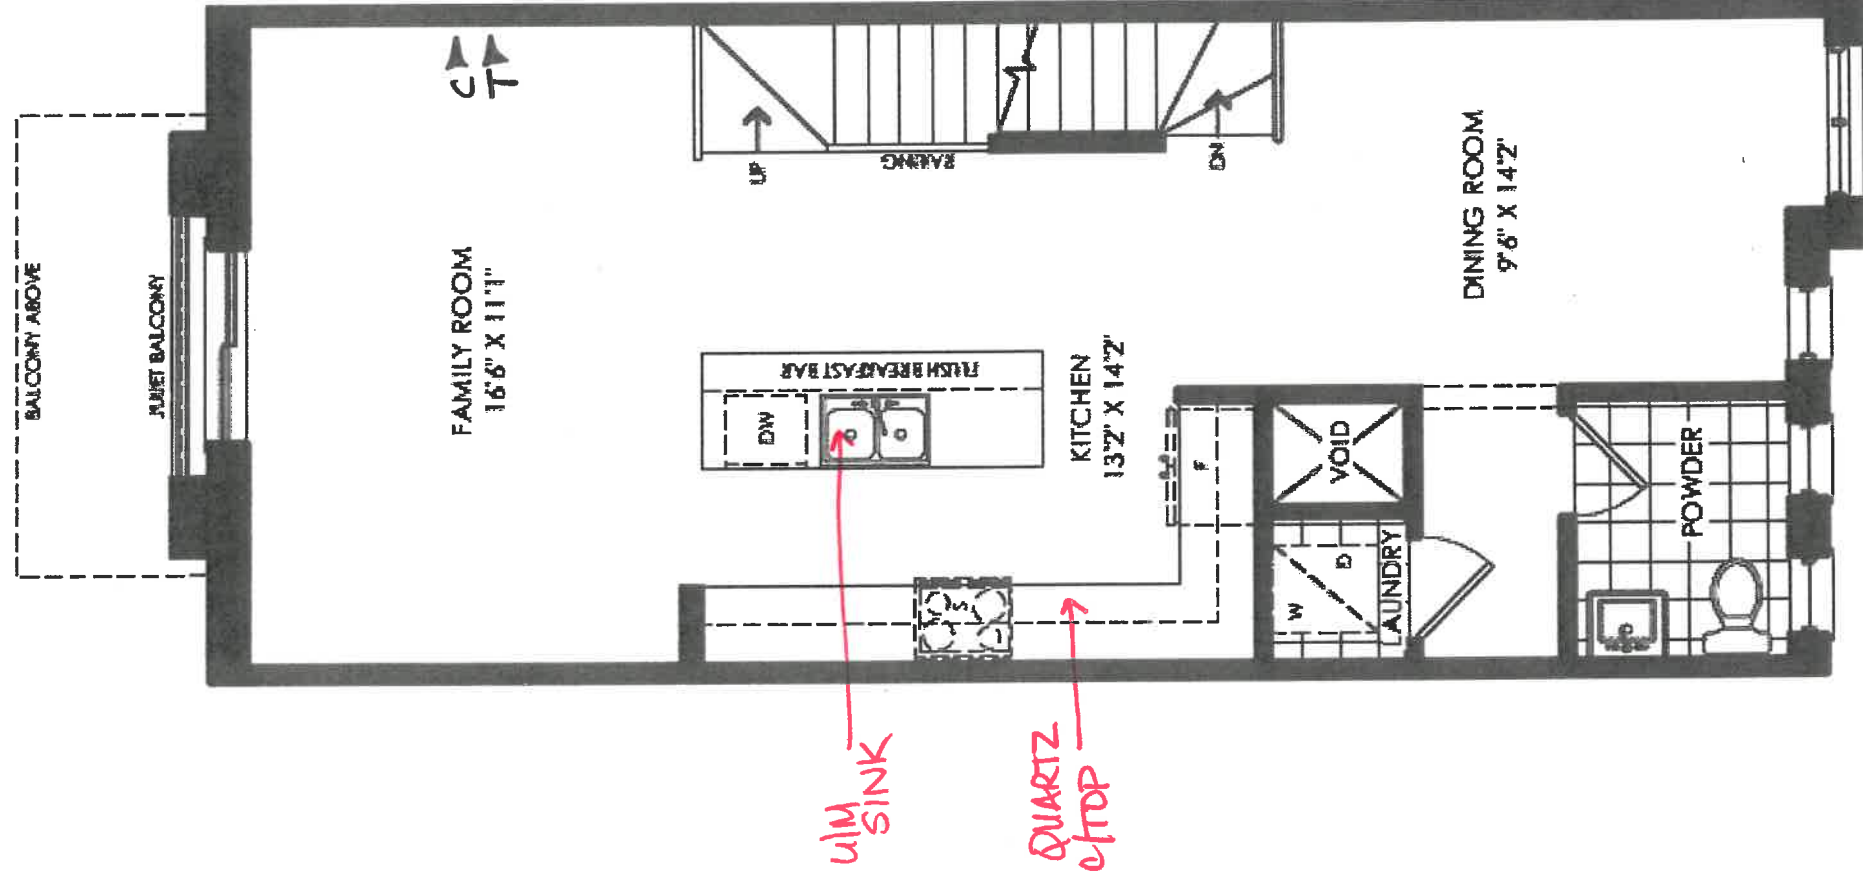 BALCONY ABOVE
JULIET BALCONY
C
T
FAMILY ROOM
16'6" X 11'1"
UP
RAILING
DN
FLUSH BREAKFAST BAR
DW
KITCHEN
13'2" X 14'2"
DINING ROOM
9'6" X 14'2"
S
F
VOID
W
D
LAUNDRY
POWDER
U/M
SINK
QUARTZ
C/TOP